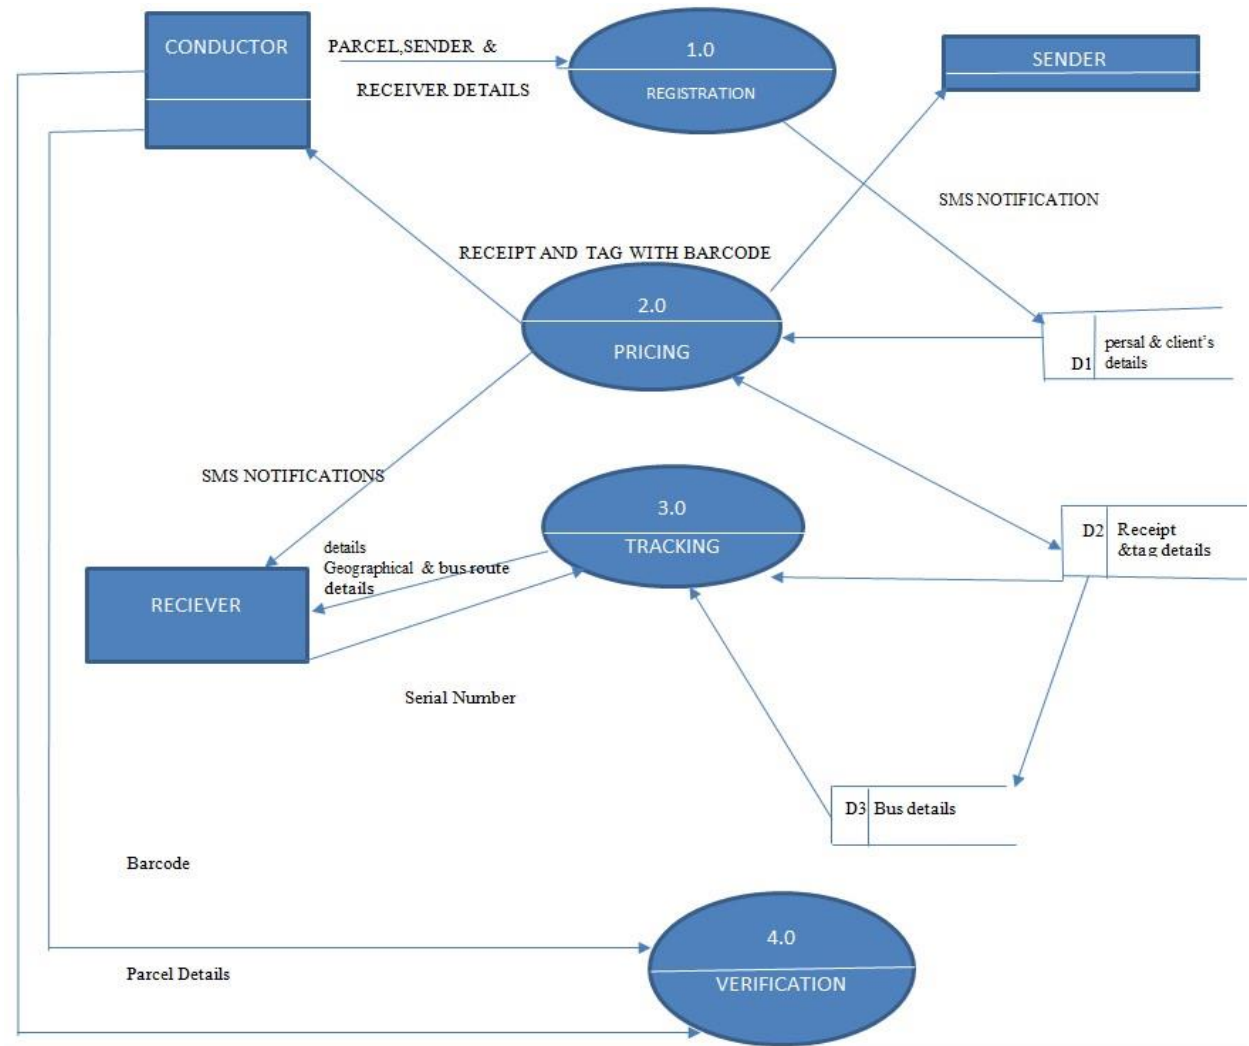 CONDUCTOR
PARCEL,SENDER &
RECEIVER DETAILS
1.0
REGISTRATION
SENDER
SMS NOTIFICATION
RECEIPT AND TAG WITH BARCODE
2.0
PRICING
D1
persal & client's
details
SMS NOTIFICATIONS
3.0
TRACKING
D2
Receipt
&tag details
details
Geographical & bus route
details
RECIEVER
Serial Number
D3
Bus details
Barcode
4.0
Parcel Details
VERIFICATION